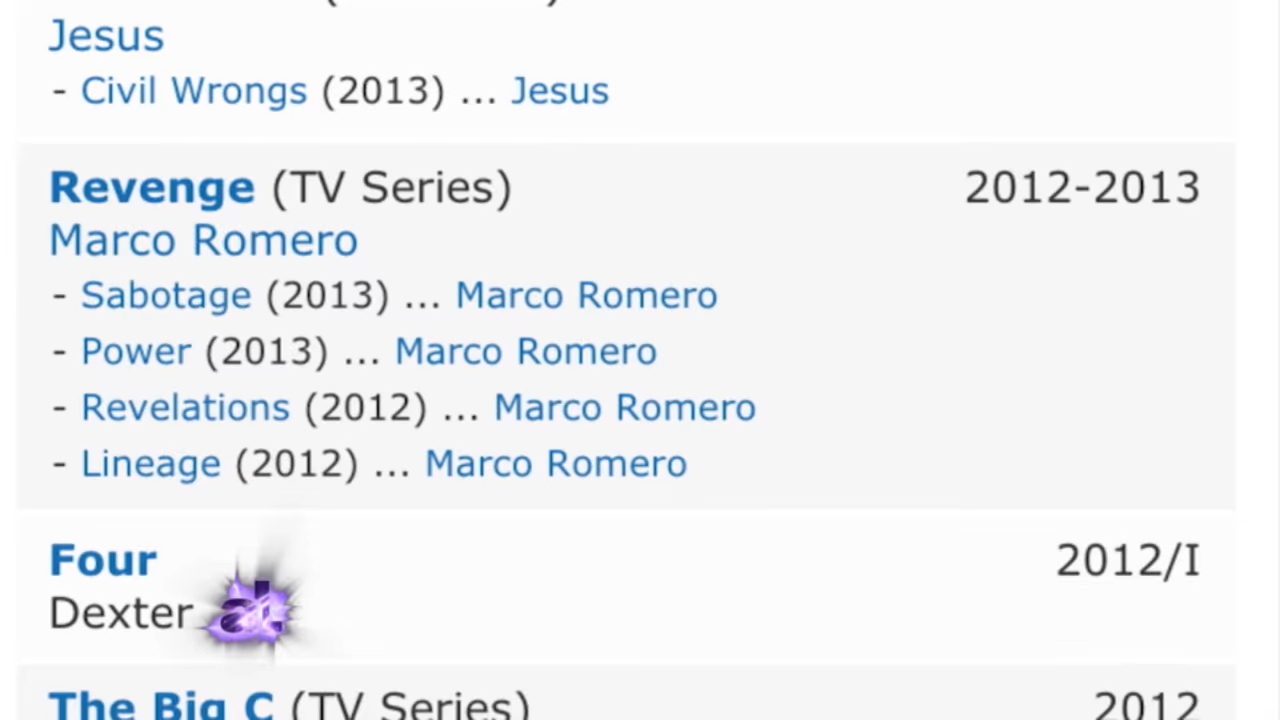 Jesus
- Civil Wrongs (2013) ... Jesus
Revenge (TV Series) 2012-2013
Marco Romero
- Sabotage (2013) ... Marco Romero
- Power (2013) ... Marco Romero
- Revelations (2012) ... Marco Romero
- Lineage (2012) ... Marco Romero
Four 2012/I
Dexter
The Big C (TV Series) 2012